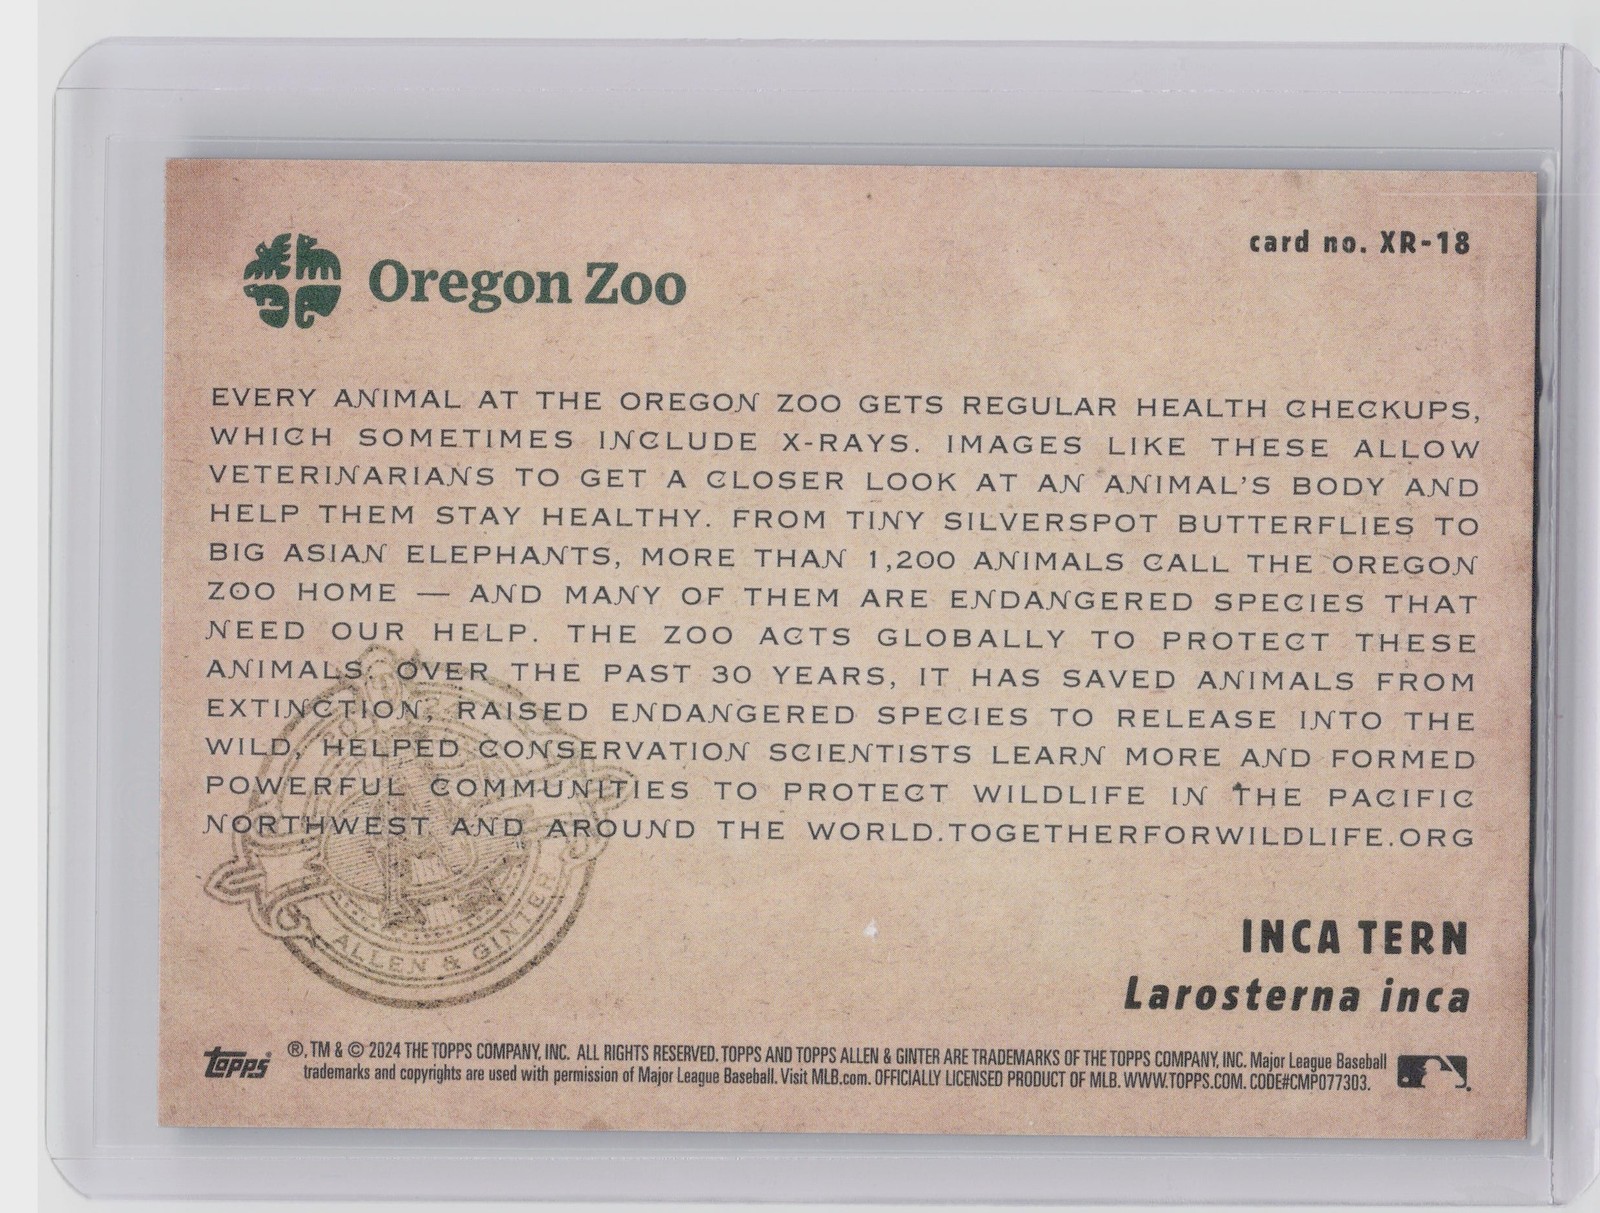 Oregon Zoo
card no. XR-18
EVERY ANIMAL AT THE OREGON ZOO GETS REGULAR HEALTH CHECKUPS,
WHICH SOMETIMES INCLUDE X-RAYS. IMAGES LIKE THESE ALLOW
VETERINARIANS TO GET A CLOSER LOOK AT AN ANIMAL'S BODY AND
HELP THEM STAY HEALTHY. FROM TINY SILVERSPOT BUTTERFLIES TO
BIG ASIAN ELEPHANTS, MORE THAN 1,200 ANIMALS CALL THE OREGON
ZOO HOME — AND MANY OF THEM ARE ENDANGERED SPECIES THAT
NEED OUR HELP. THE ZOO ACTS GLOBALLY TO PROTECT THESE
ANIMALS. OVER THE PAST 30 YEARS, IT HAS SAVED ANIMALS FROM
EXTINCTION, RAISED ENDANGERED SPECIES TO RELEASE INTO THE
WILD, HELPED CONSERVATION SCIENTISTS LEARN MORE AND FORMED
POWERFUL COMMUNITIES TO PROTECT WILDLIFE IN THE PACIFIC
NORTHWEST AND AROUND THE WORLD.TOGETHERFORWILDLIFE.ORG
ALLEN & GINTER
INCA TERN
Larosterna inca
topps ®, TM & © 2024 THE TOPPS COMPANY, INC. ALL RIGHTS RESERVED. TOPPS AND TOPPS ALLEN & GINTER ARE TRADEMARKS OF THE TOPPS COMPANY, INC. Major League Baseball
trademarks and copyrights are used with permission of Major League Baseball. Visit MLB.com. OFFICIALLY LICENSED PRODUCT OF MLB. WWW.TOPPS.COM. CODE#CMP077303.